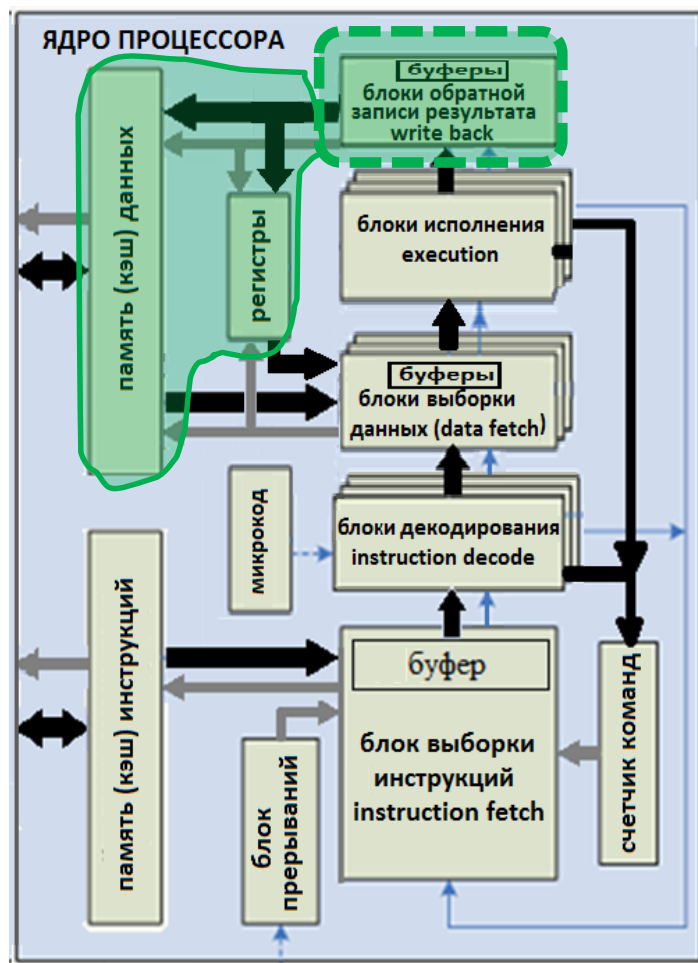 ЯДРО ПРОЦЕССОРА
буферы
блоки обратной
записи результата
write back
память (кэш) данных
регистры
блоки исполнения
execution
буферы
блоки выборки
данных (data fetch)
микрокод
блоки декодирования
instruction decode
память (кэш) инструкций
буфер
блок выборки
инструкций
instruction fetch
счетчик команд
блок
прерываний